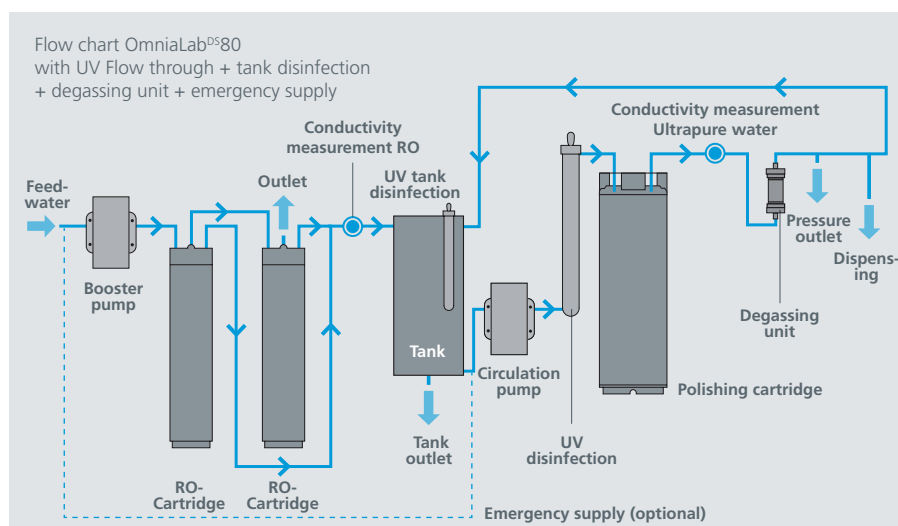 Flow chart OmniaLabDS80
with UV Flow through + tank disinfection
+ degassing unit + emergency supply
Conductivity
measurement RO
Conductivity measurement
Ultrapure water
UV tank
disinfection
Outlet
Feed-
water
Booster
pump
Pressure
outlet
Dispens-
ing
Degassing
unit
Tank
Circulation
pump
Polishing cartridge
Tank
outlet
UV
disinfection
RO-
Cartridge
RO-
Cartridge
Emergency supply (optional)